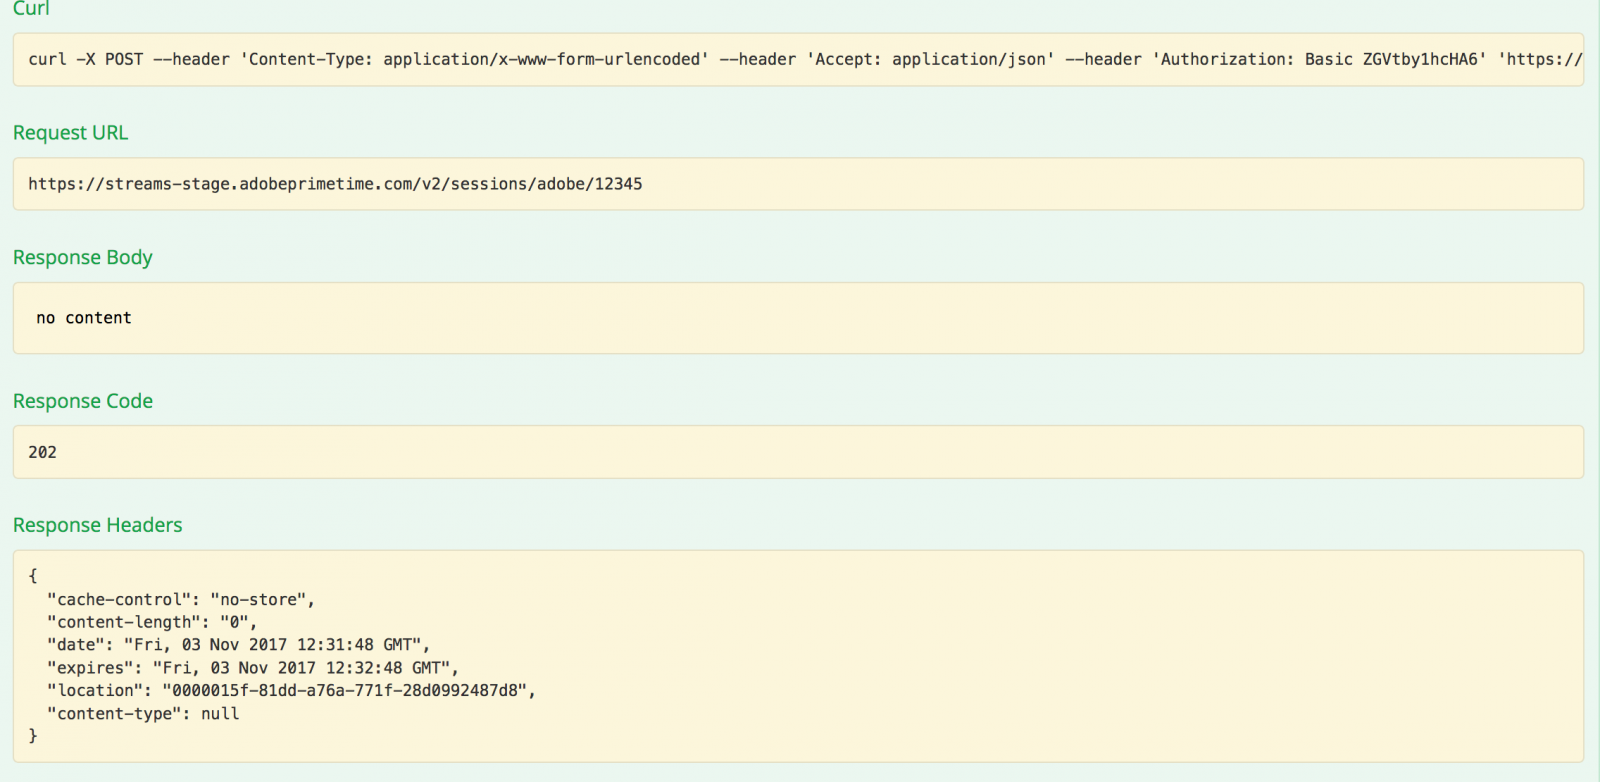 Curl
curl -X POST --header 'Content-Type: application/x-www-form-urlencoded' --header 'Accept: application/json' --header 'Authorization: Basic ZGVtby1hcHA6' 'https://
Request URL
https://streams-stage.adobeprimetime.com/v2/sessions/adobe/12345
Response Body
no content
Response Code
202
Response Headers
{
"cache-control": "no-store",
"content-length": "0",
"date": "Fri, 03 Nov 2017 12:31:48 GMT",
"expires": "Fri, 03 Nov 2017 12:32:48 GMT",
"location": "0000015f-81dd-a76a-771f-28d0992487d8",
"content-type": null
}